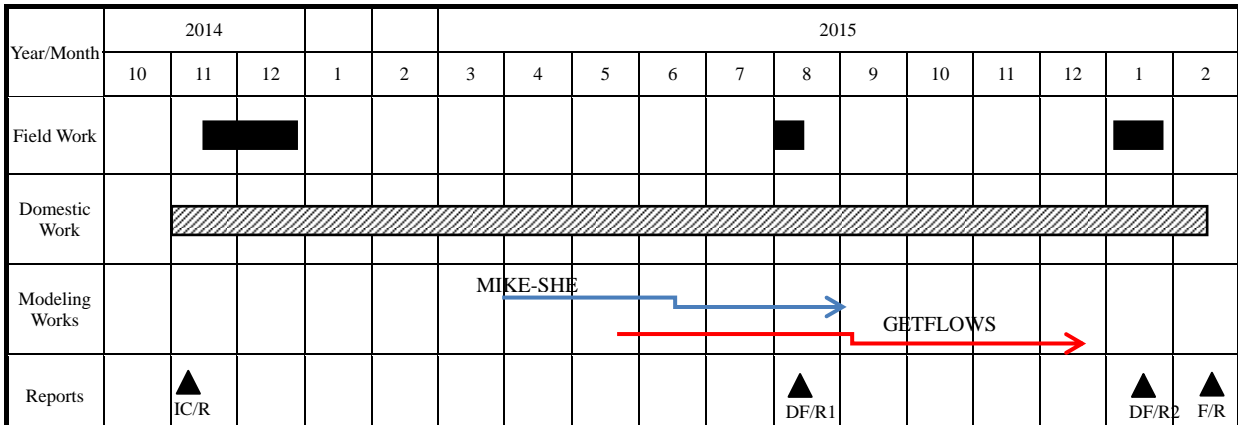 Year/Month
2014
2015
10 11 12 1 2 3 4 5 6 7 8 9 10 11 12 1 2
Field Work
Domestic
Work
Modeling
Works
MIKE-SHE
GETFLOWS
Reports
IC/R
DF/R1
DF/R2
F/R